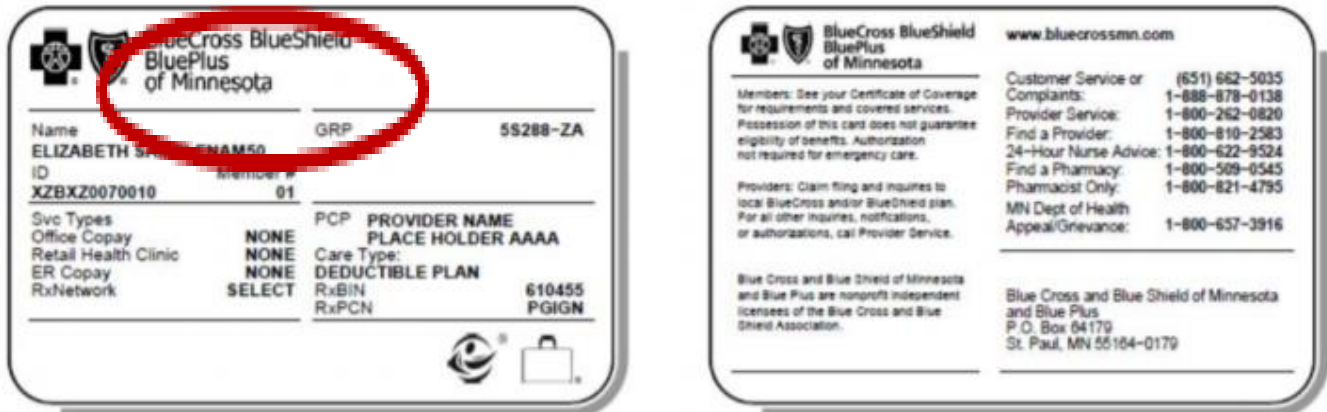 BlueCross BlueShield
BluePlus
of Minnesota
Name
GRP 5S288-ZA
ELIZABETH
ID Member #
XZBXZ0070010 01
Svc Types
Office Copay NONE
Retail Health Clinic NONE
ER Copay NONE
RxNetwork SELECT
PCP PROVIDER NAME
PLACE HOLDER AAAA
Care Type:
DEDUCTIBLE PLAN
RxBIN 610455
RxPCN PGIGN
BlueCross BlueShield
BluePlus
of Minnesota
Members: See your Certificate of Coverage
for requirements and covered services.
Possession of this card does not guarantee
eligibility of benefits. Authorization
not required for emergency care.
Providers: Claim filing and inquires to
local BlueCross and/or BlueShield plan.
For all other inquires, notifications,
or authorizations, call Provider Service.
Blue Cross and Blue Shield of Minnesota
and Blue Plus are nonprofit independent
licensees of the Blue Cross and Blue
Shield Association.
www.bluecrossmn.com
Customer Service or (651) 662-5035
Complaints: 1-888-878-0138
Provider Service: 1-800-262-0820
Find a Provider: 1-800-810-2583
24-Hour Nurse Advice: 1-800-622-9524
Find a Pharmacy: 1-800-509-0545
Pharmacist Only: 1-800-821-4795
MN Dept of Health
Appeal/Grievance: 1-800-657-3916
Blue Cross and Blue Shield of Minnesota
and Blue Plus
P.O. Box 64179
St. Paul, MN 55164-0179